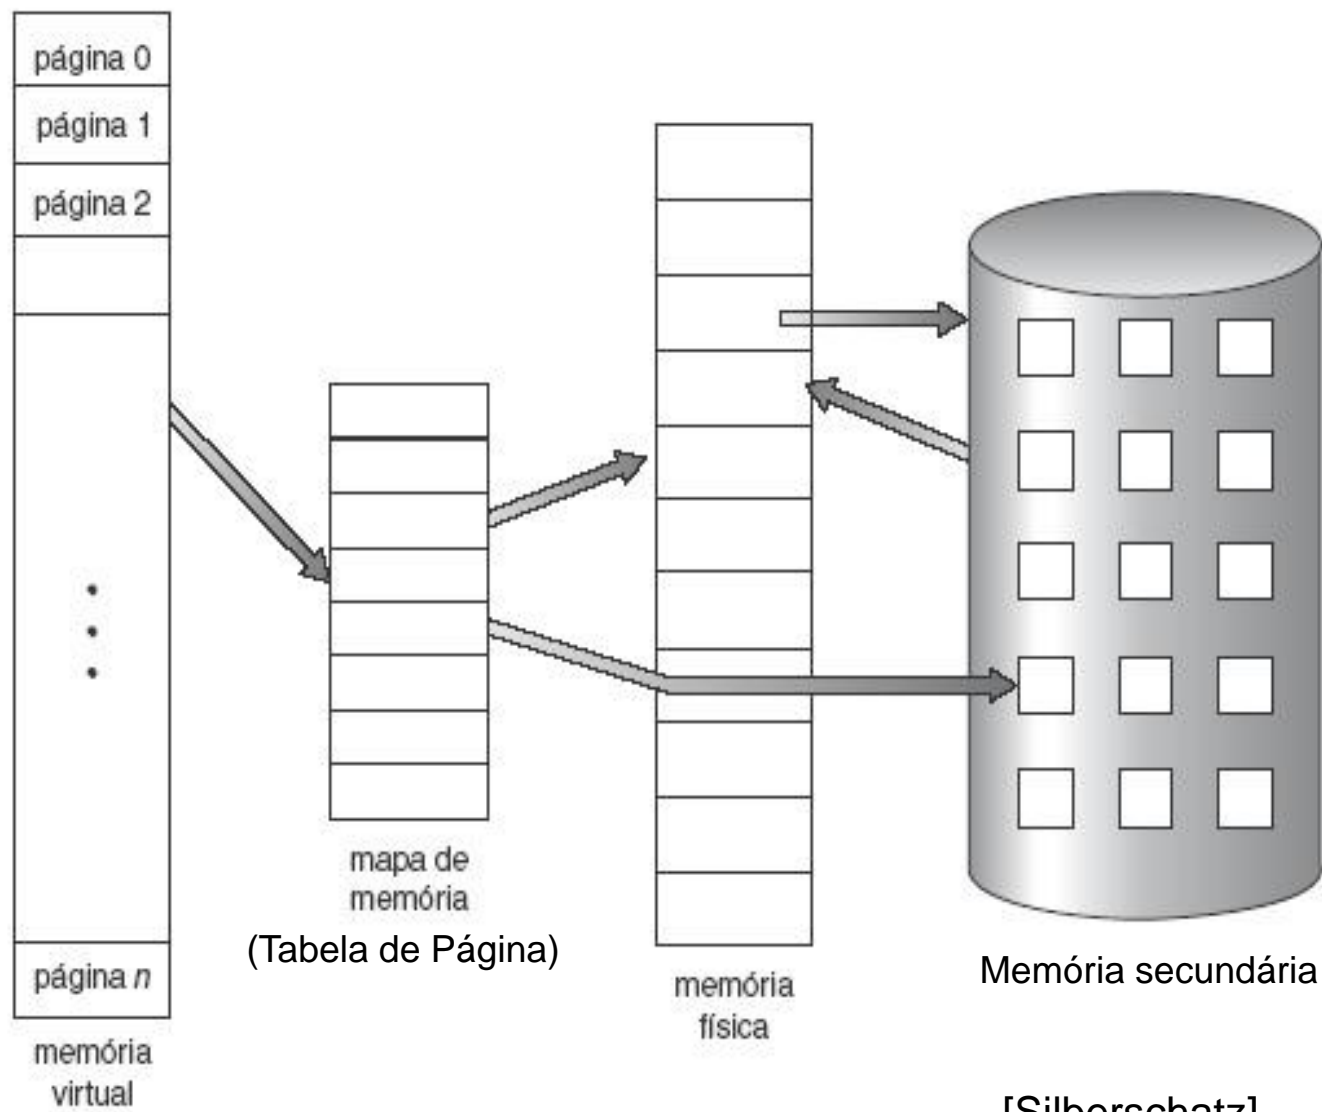 página 0
página 1
página 2
página n
memória
virtual
mapa de
memória
(Tabela de Página)
memória
física
Memória secundária
[Silberschatz]